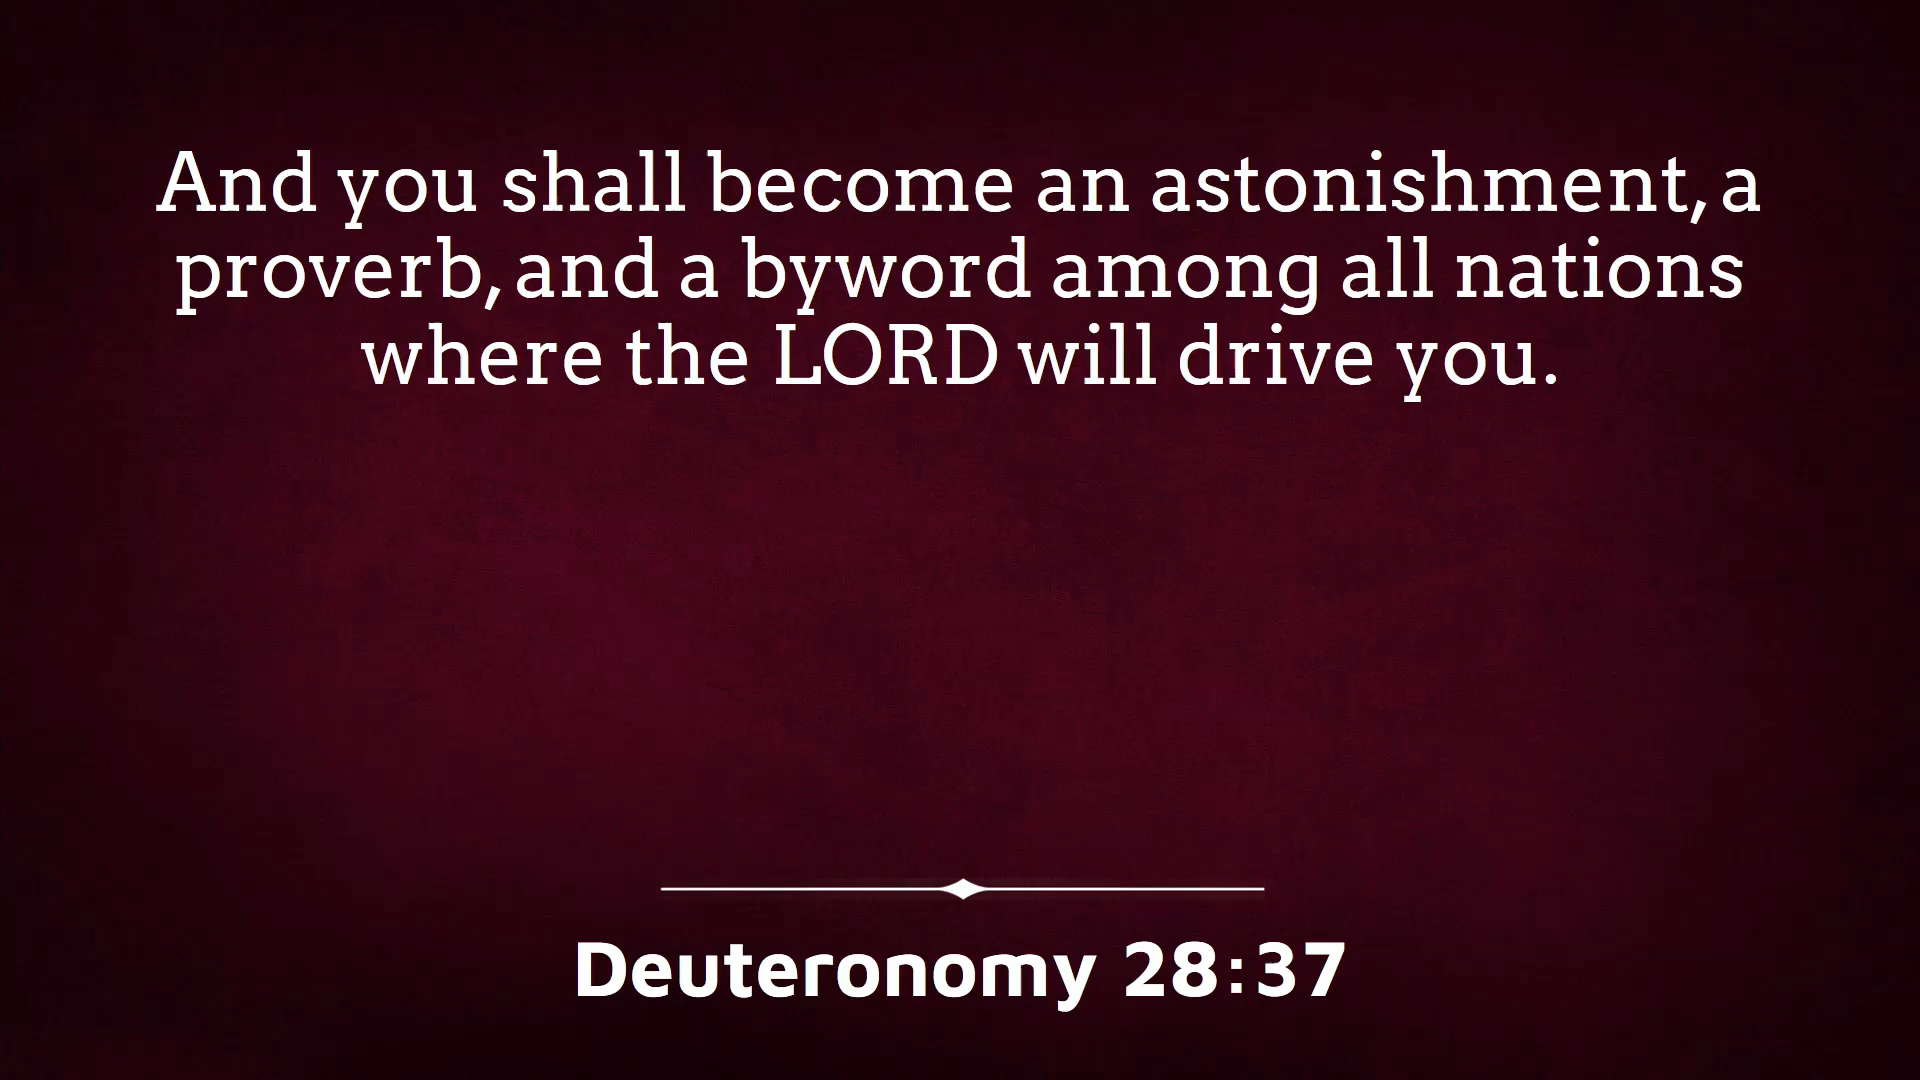 And you shall become an astonishment, a
proverb, and a byword among all nations
where the LORD will drive you.
Deuteronomy 28:37